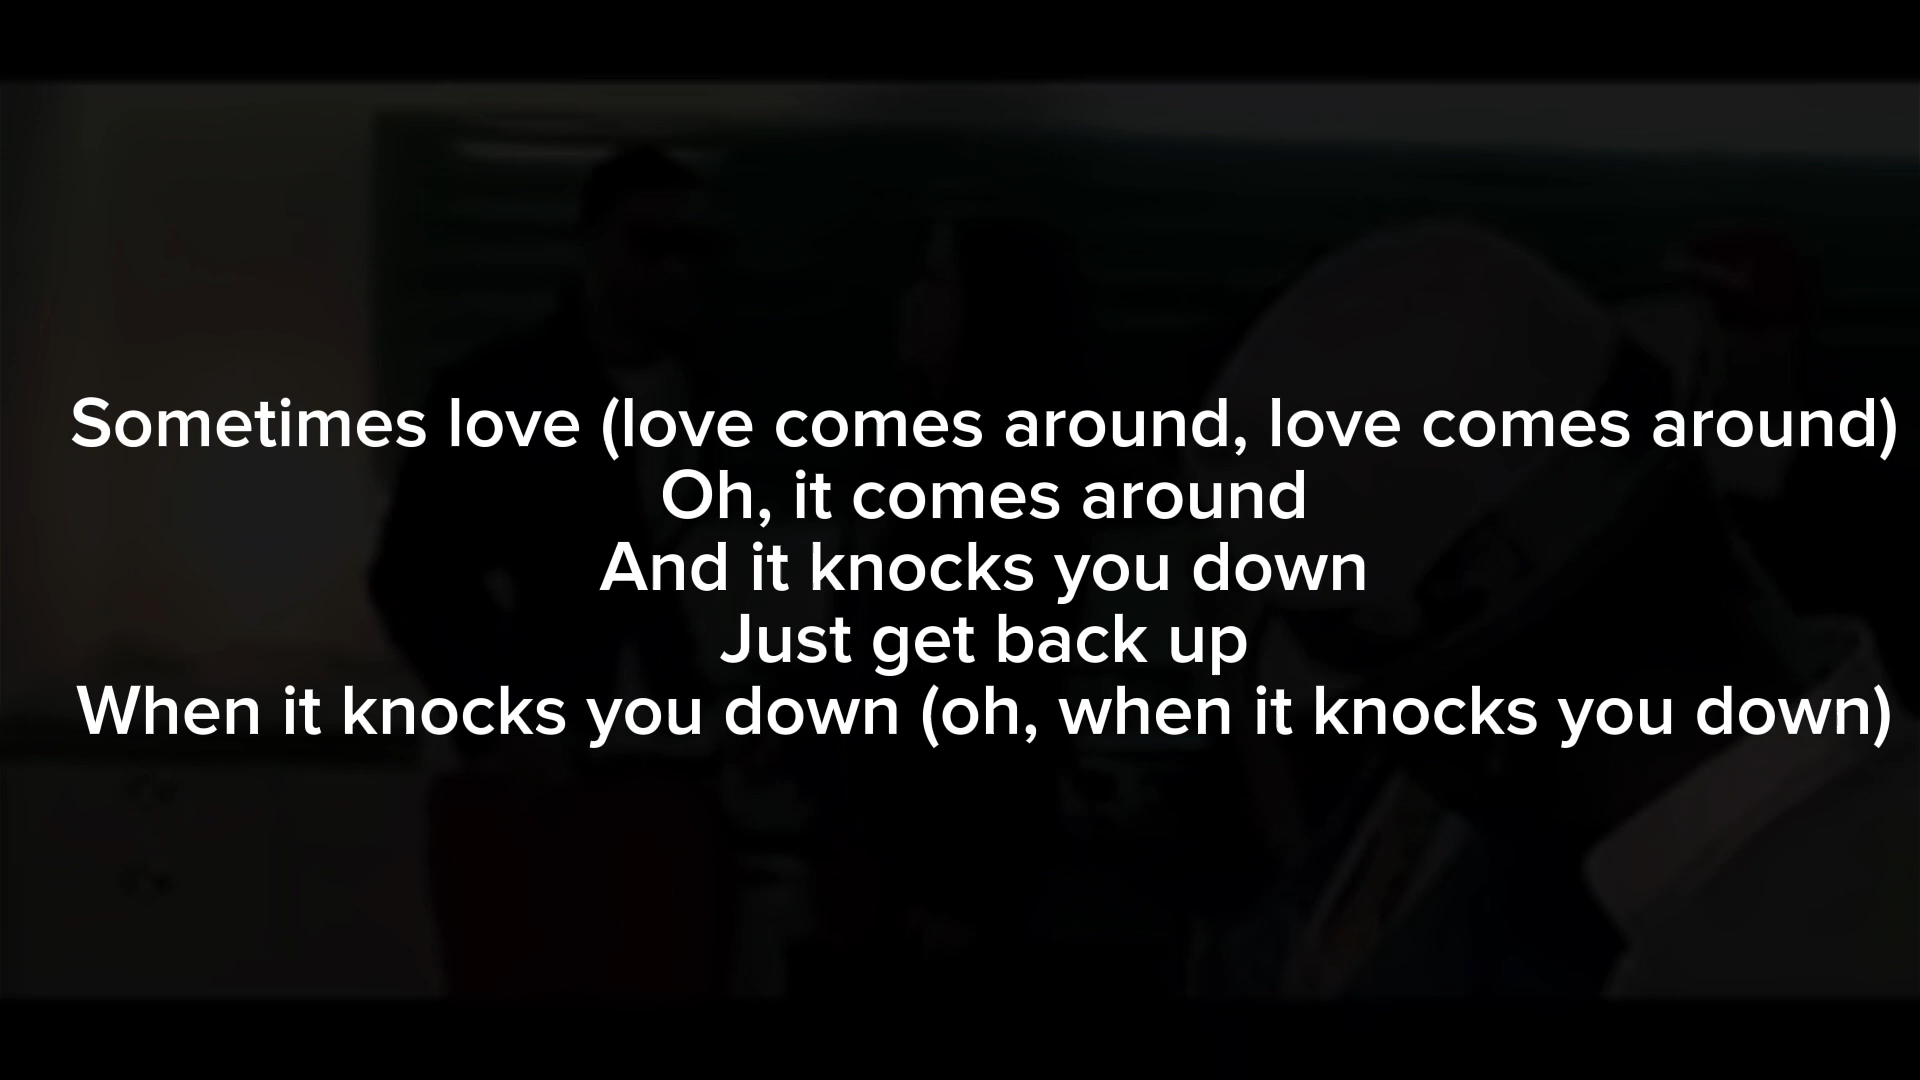 Sometimes love (love comes around, love comes around)
Oh, it comes around
And it knocks you down
Just get back up
When it knocks you down (oh, when it knocks you down)